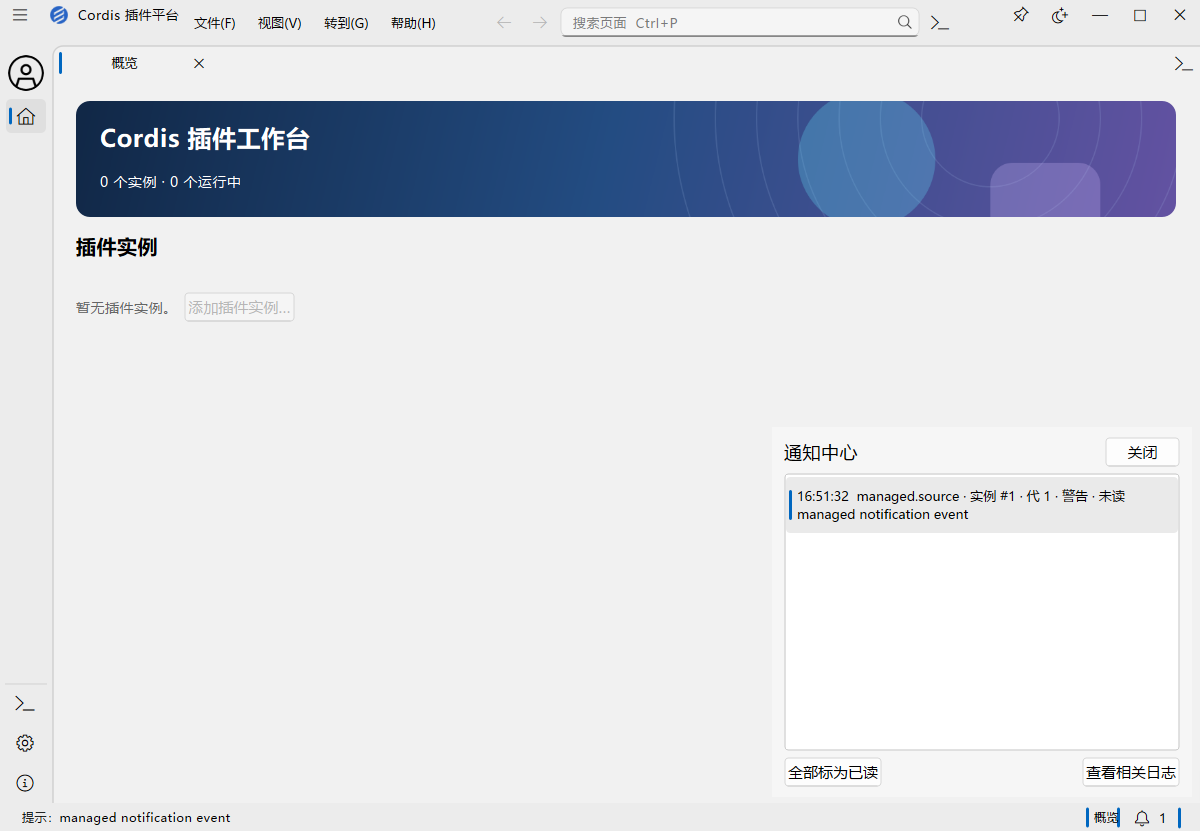 Cordis 插件平台
文件(F) 视图(V) 转到(G) 帮助(H)
搜索页面 Ctrl+P
概览
Cordis 插件工作台
0 个实例 · 0 个运行中
插件实例
暂无插件实例。 添加插件实例...
通知中心 关闭
16:51:32 managed.source · 实例 #1 · 代 1 · 警告 · 未读
managed notification event
全部标为已读 查看相关日志
提示: managed notification event 概览 1